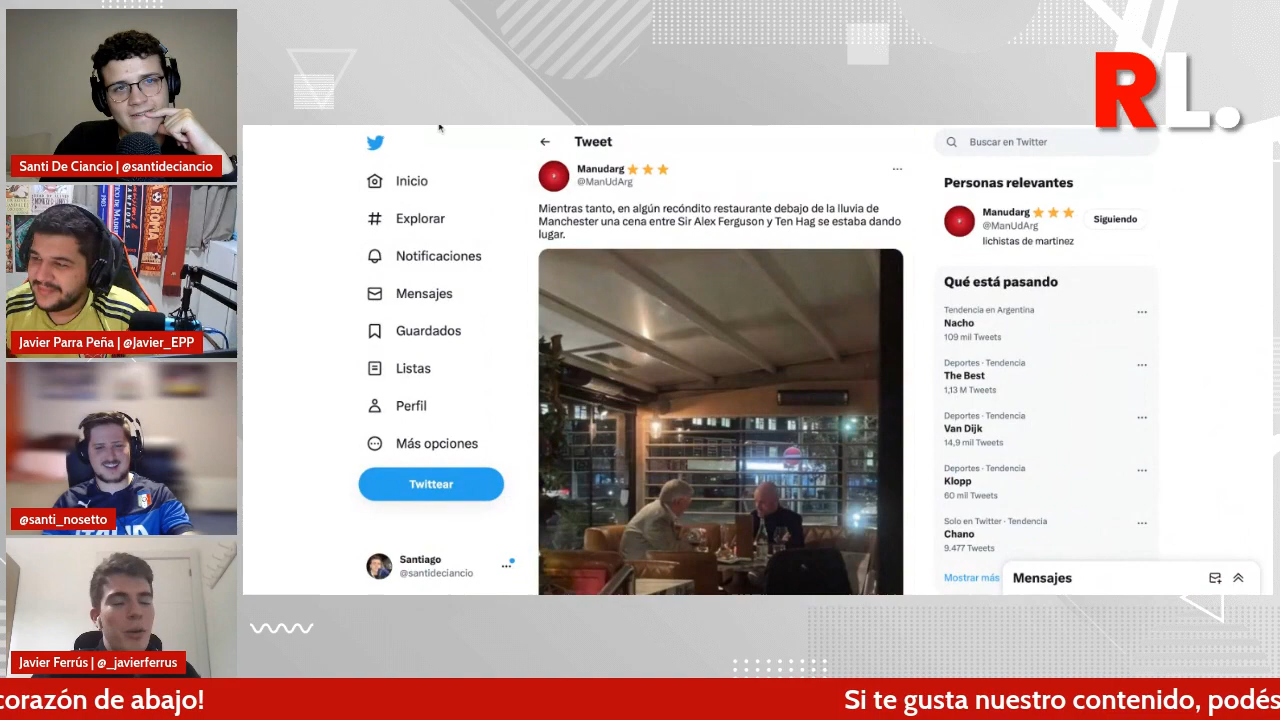 Santi De Ciancio | @santideciancio
Javier Parra Peña | @Javier_EPP
@santi_nosetto
Javier Ferrús | @_javierferrus
RL.
Inicio
Explorar
Notificaciones
Mensajes
Guardados
Listas
Perfil
Más opciones
Twittear
Santiago
@santideciancio
Tweet
Manudarg
@ManUdArg
Mientras tanto, en algún recóndito restaurante debajo de la lluvia de
Manchester una cena entre Sir Alex Ferguson y Ten Hag se estaba dando
lugar.
Buscar en Twitter
Personas relevantes
Manudarg
@ManUdArg
Siguiendo
lichistas de martinez
Qué está pasando
Tendencia en Argentina
Nacho
109 mil Tweets
Deportes · Tendencia
The Best
1,13 M Tweets
Deportes · Tendencia
Van Dijk
14,9 mil Tweets
Deportes · Tendencia
Klopp
60 mil Tweets
Solo en Twitter · Tendencia
Chano
9.477 Tweets
Mostrar más
Mensajes
corazón de abajo!
Si te gusta nuestro contenido, podés